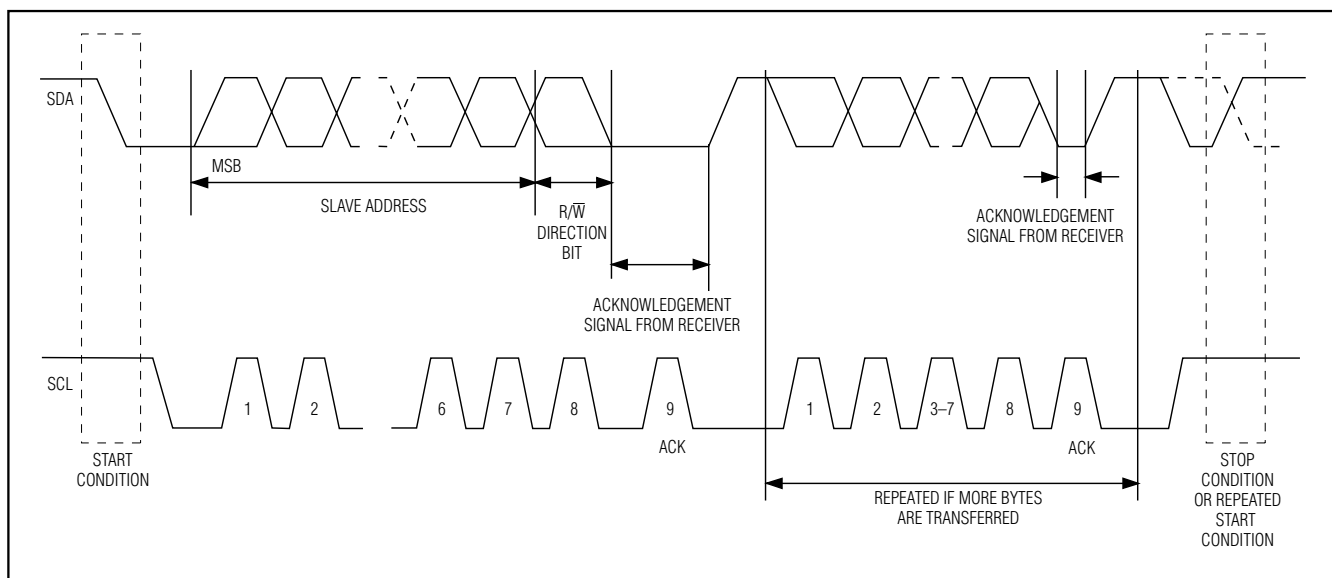 SDA
MSB
SLAVE ADDRESS
R/W̅
DIRECTION
BIT
ACKNOWLEDGEMENT
SIGNAL FROM RECEIVER
ACKNOWLEDGEMENT
SIGNAL FROM RECEIVER
SCL
1
2
6
7
8
9
ACK
1
2
3–7
8
9
ACK
START
CONDITION
REPEATED IF MORE BYTES
ARE TRANSFERRED
STOP
CONDITION
OR REPEATED
START
CONDITION